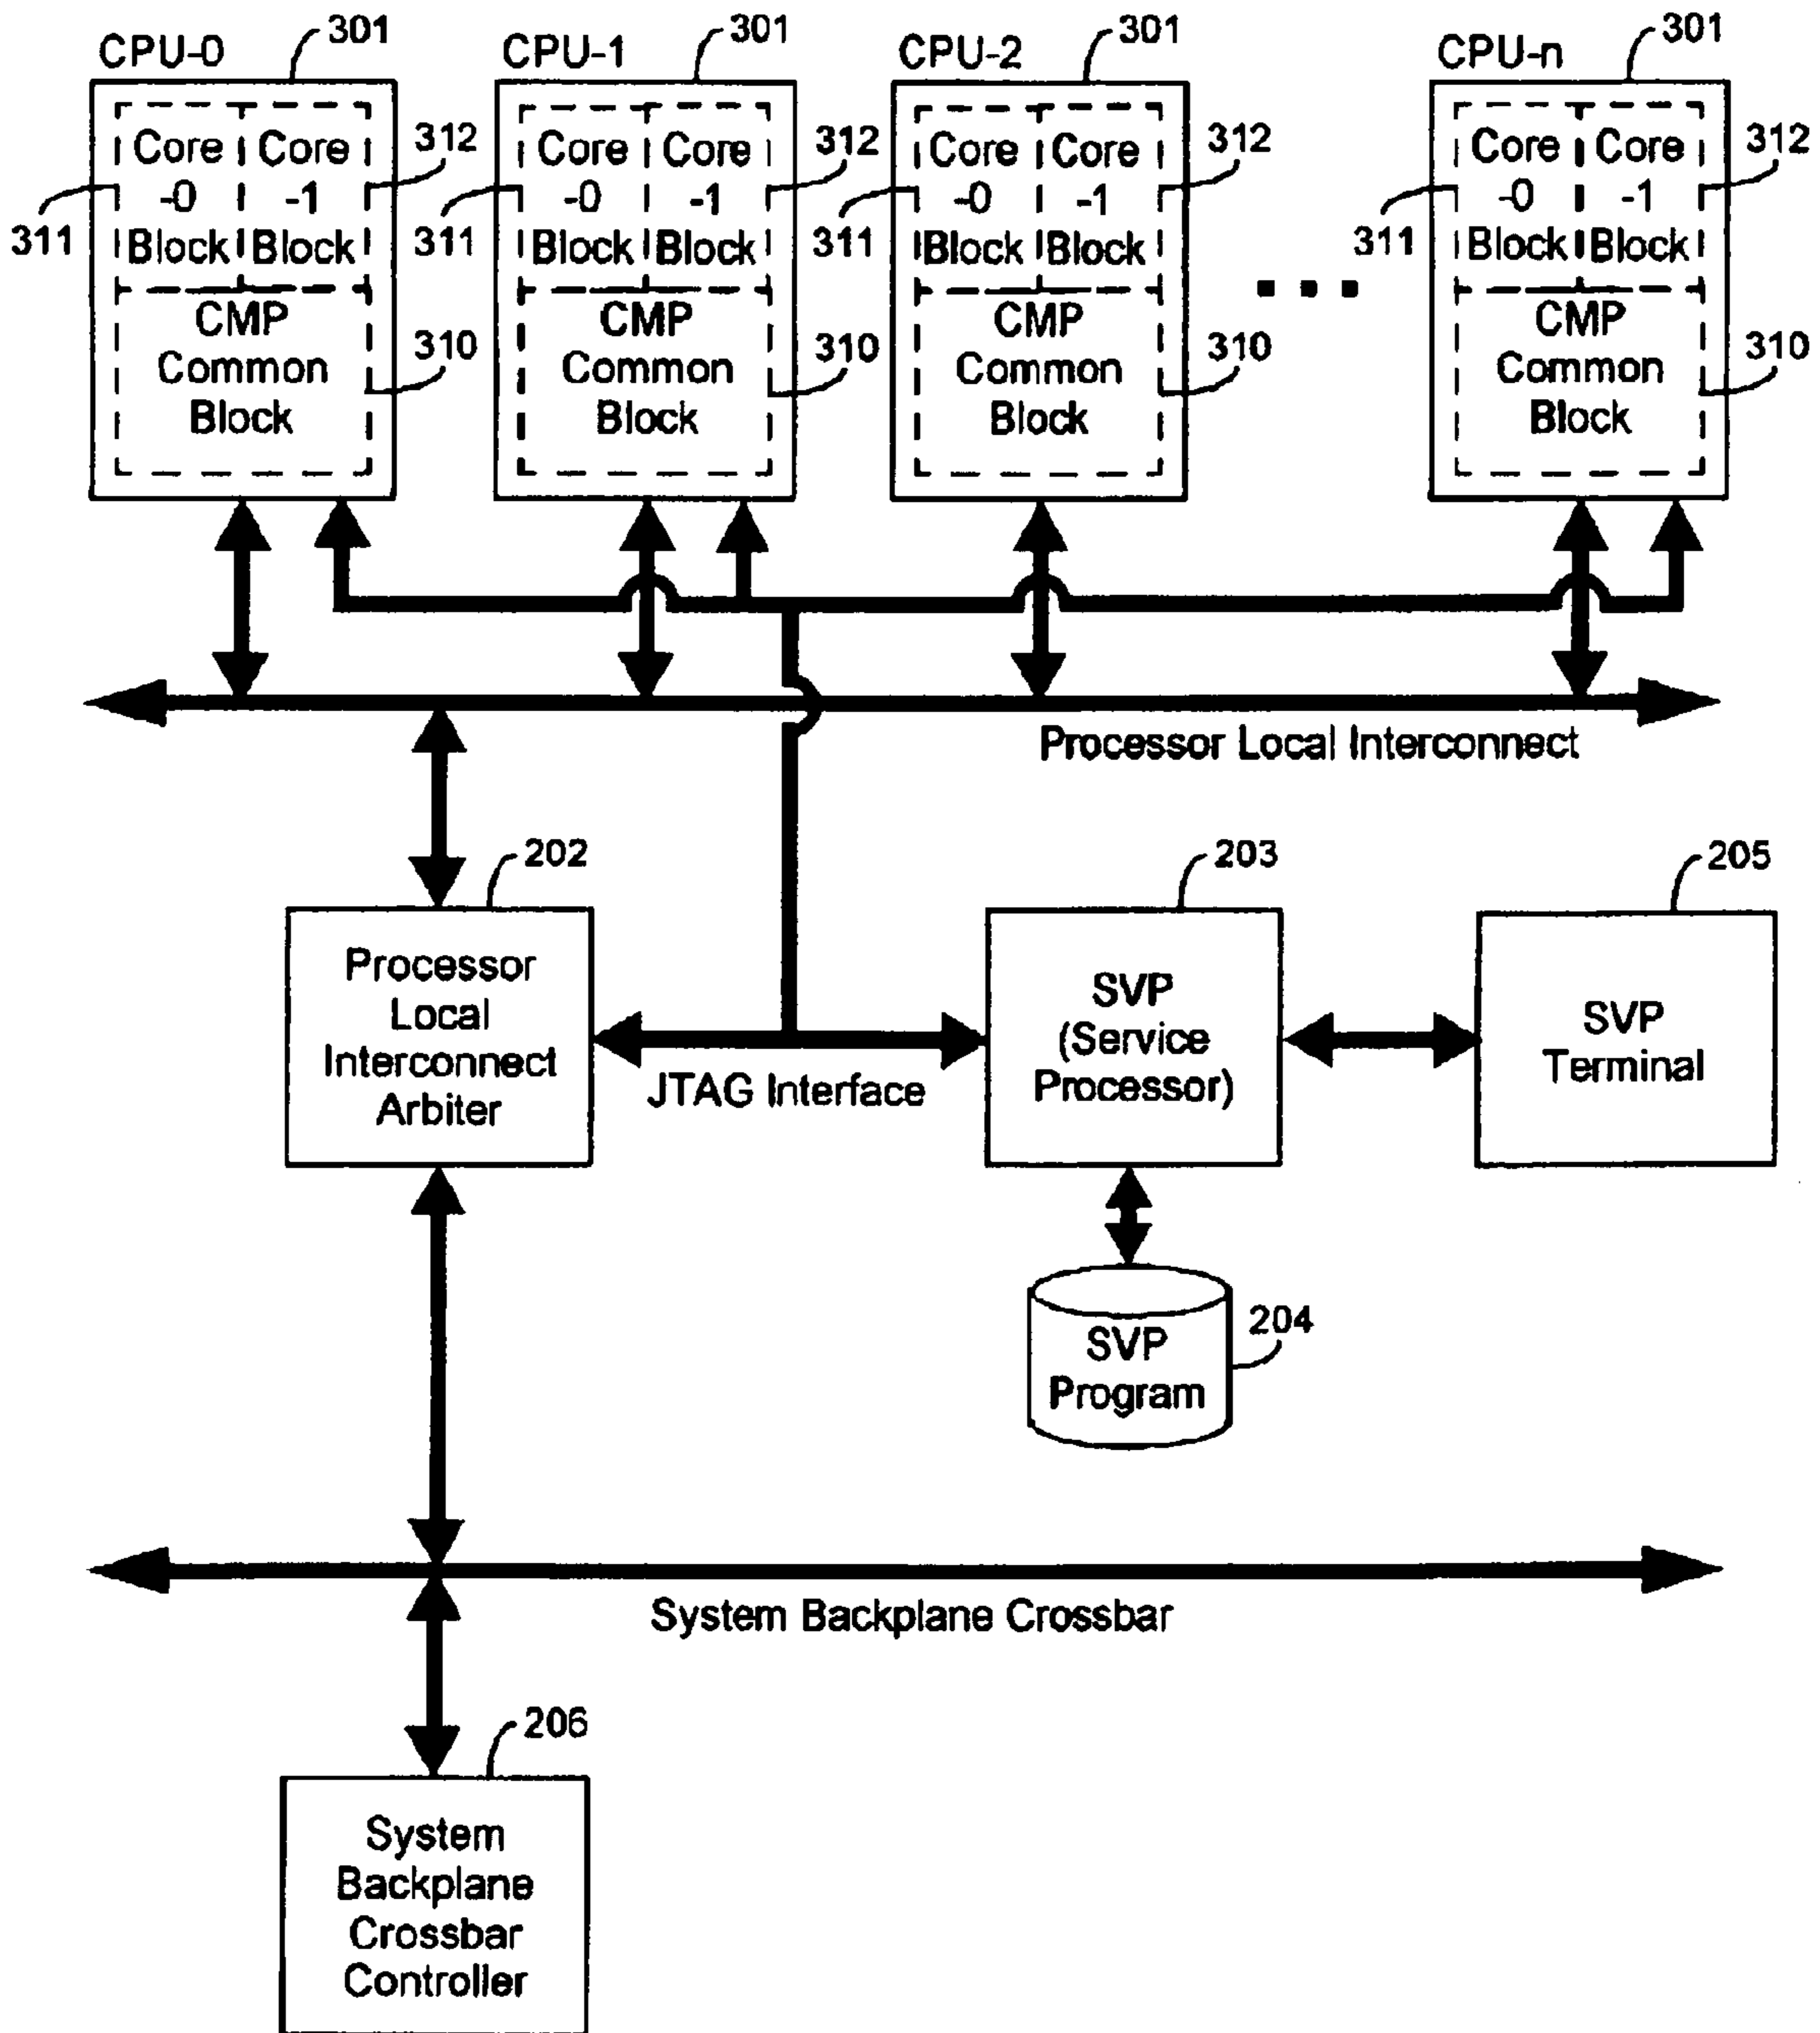 CPU-0
301
CPU-1
301
CPU-2
301
CPU-n
301
Core
-0
Block
Core
-1
Block
CMP
Common
Block
311
312
310
Core
-0
Block
Core
-1
Block
CMP
Common
Block
311
312
310
Core
-0
Block
Core
-1
Block
CMP
Common
Block
311
312
310
Core
-0
Block
Core
-1
Block
CMP
Common
Block
311
312
310
Processor Local Interconnect
202
Processor
Local
Interconnect
Arbiter
JTAG Interface
203
SVP
(Service
Processor)
205
SVP
Terminal
204
SVP
Program
System Backplane Crossbar
206
System
Backplane
Crossbar
Controller